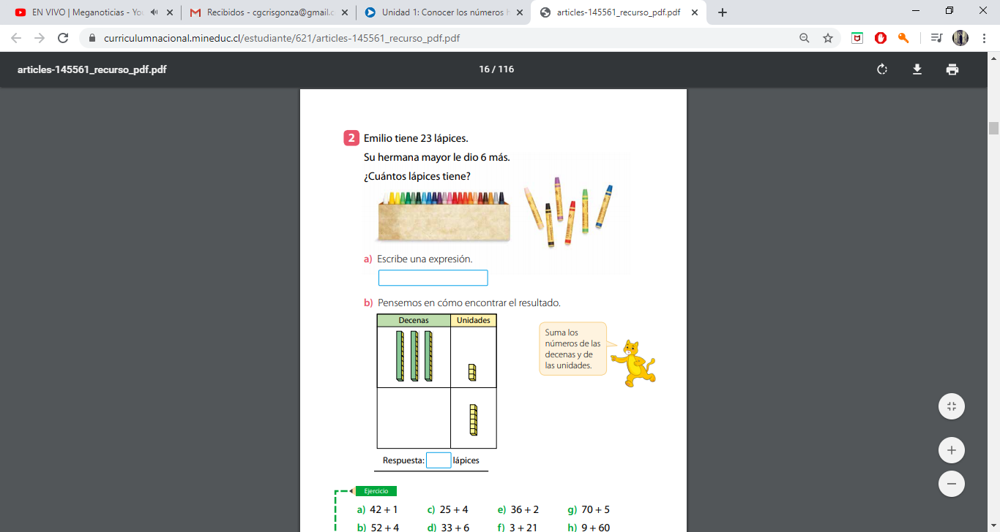 EN VIVO | Meganoticias - Yo
Recibidos - cgcrisgonza@gmail.c
Unidad 1: Conocer los números h
articles-145561_recurso_pdf.pdf
curriculumnacional.mineduc.cl/estudiante/621/articles-145561_recurso_pdf.pdf
articles-145561_recurso_pdf.pdf
16 / 116
2 Emilio tiene 23 lápices.
Su hermana mayor le dio 6 más.
¿Cuántos lápices tiene?
a) Escribe una expresión.
b) Pensemos en cómo encontrar el resultado.
Decenas Unidades
Suma los
números de las
decenas y de
las unidades.
Respuesta: lápices
Ejercicio
a) 42 + 1 c) 25 + 4 e) 36 + 2 g) 70 + 5
b) 52 + 4 d) 33 + 6 f) 3 + 21 h) 9 + 60